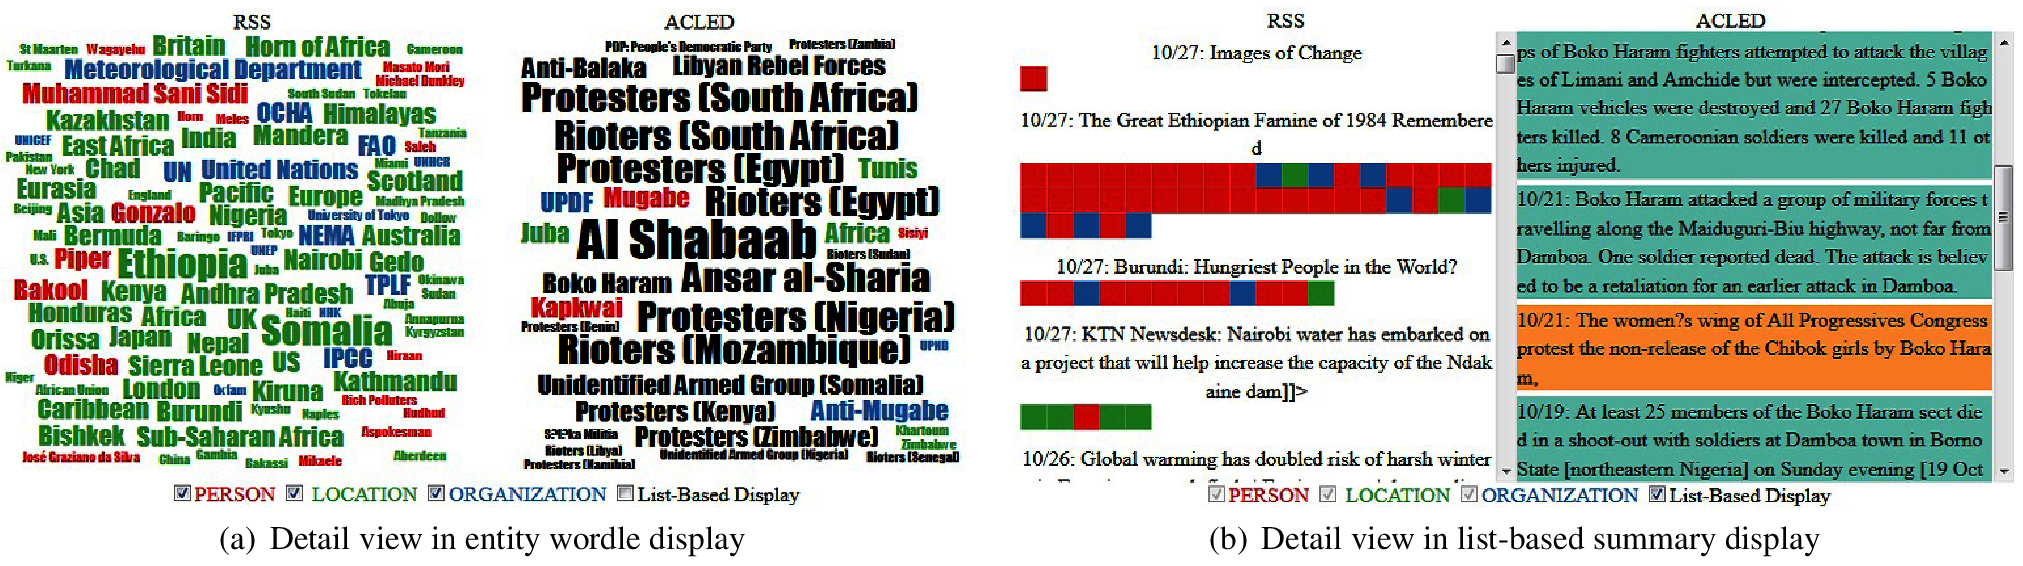 RSS
St Maarten Wagayehu Britain Horn of Africa Cameroon
Turkana Meteorological Department Masato Mori
Michael Dunkley
Muhammad Sani Sidi South Sudan Tokelau
Kazakhstan Horn Meles OCHA Himalayas
UNICEF East Africa India Mandera FAO Tanzania
Saleh
Pakistan New York Chad UN United Nations Miami UNHCR
Eurasia England Pacific Europe Scotland
Madhya Pradesh
Beijing Asia Gonzalo Nigeria University of Tokyo Dollow
Mali Bermuda Baringo IFPRI Tokyo NEMA Australia
U.S. Piper Ethiopia UNEP Juba Nairobi Gedo
Bakool Kenya Andhra Pradesh TPLF Okinawa
Sudan
Abuja
Honduras Africa UK Haiti NHK Somalia Annapurna
Kyrgyzstan
Orissa Japan Nepal
Odisha Sierra Leone US IPCC Hiraan
Niger African Union London Oxfam Kiruna Kathmandu
Rich Polluters
Caribbean Burundi Kyushu Naples Hudhud
Bishkek Sub-Saharan Africa Aspokesman
José Graziano da Silva China Gambia Bakassi Mikaele Aberdeen
ACLED
PDP: People's Democratic Party Protesters (Zambia)
Anti-Balaka Libyan Rebel Forces
Protesters (South Africa)
Rioters (South Africa)
Protesters (Egypt) Tunis
UPDF Mugabe Rioters (Egypt)
Juba Al Shabaab Africa Sisiyi
Rioters (Sudan)
Boko Haram Ansar al-Sharia
Kapkwai
Protesters (Benin) Protesters (Nigeria)
Rioters (Mozambique) UPND
Unidentified Armed Group (Somalia)
Protesters (Kenya) Anti-Mugabe
Militia Protesters (Zimbabwe) Khartoum
Zimbabwe
Rioters (Libya) Unidentified Armed Group (Nigeria) Rioters (Senegal)
Protesters (Namibia)
PERSON LOCATION ORGANIZATION List-Based Display
(a) Detail view in entity wordle display
RSS
10/27: Images of Change
10/27: The Great Ethiopian Famine of 1984 Remembere
d
10/27: Burundi: Hungriest People in the World?
10/27: KTN Newsdesk: Nairobi water has embarked on
a project that will help increase the capacity of the Ndak
aine dam]]>
10/26: Global warming has doubled risk of harsh winter
ACLED
ps of Boko Haram fighters attempted to attack the villag
es of Limani and Amchide but were intercepted. 5 Boko
Haram vehicles were destroyed and 27 Boko Haram figh
ters killed. 8 Cameroonian soldiers were killed and 11 ot
hers injured.
10/21: Boko Haram attacked a group of military forces t
ravelling along the Maiduguri-Biu highway, not far from
Damboa. One soldier reported dead. The attack is believ
ed to be a retaliation for an earlier attack in Damboa.
10/21: The women?s wing of All Progressives Congress
protest the non-release of the Chibok girls by Boko Hara
m,
10/19: At least 25 members of the Boko Haram sect die
d in a shoot-out with soldiers at Damboa town in Borno
State [northeastern Nigeria] on Sunday evening [19 Oct
PERSON LOCATION ORGANIZATION List-Based Display
(b) Detail view in list-based summary display